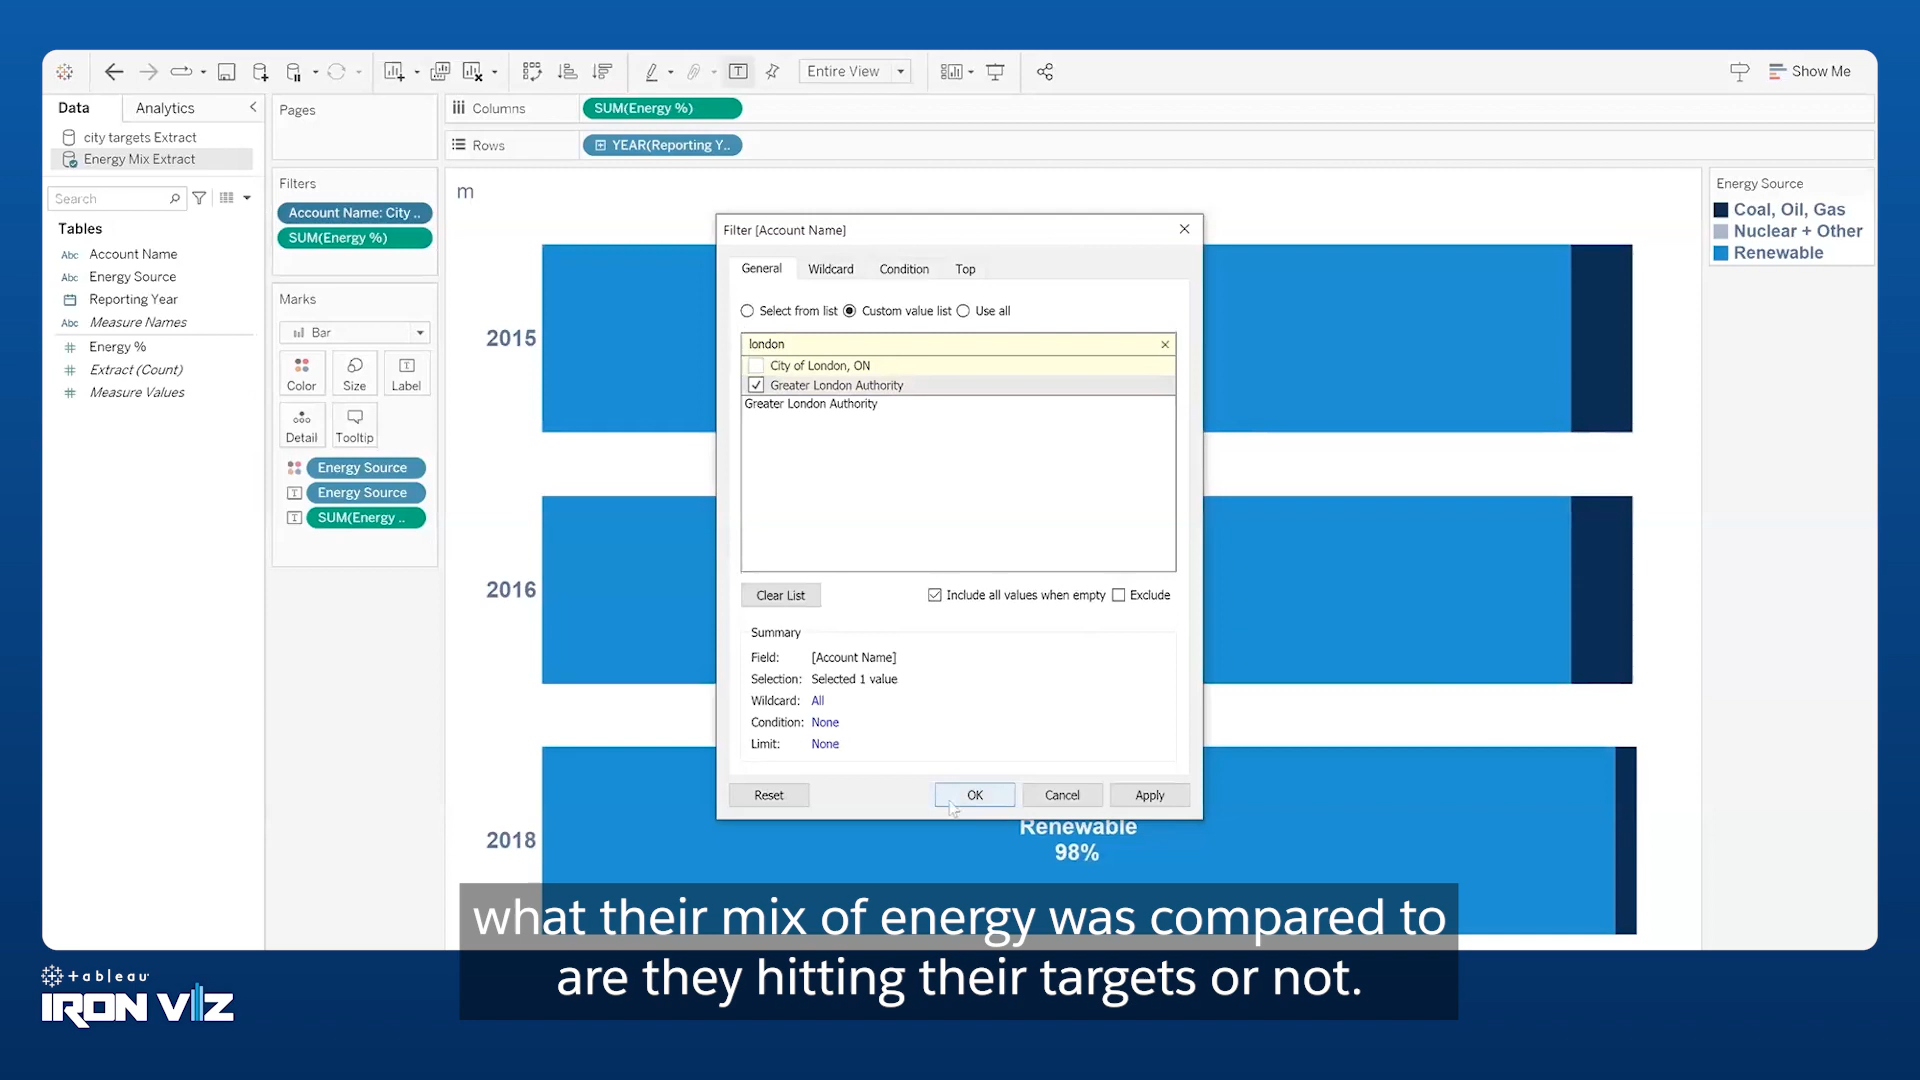 Entire View
Show Me
Data
Analytics
Pages
Columns
SUM(Energy %)
city targets Extract
Energy Mix Extract
Rows
YEAR(Reporting Y..
Search
Filters
Account Name: City ..
SUM(Energy %)
m
Energy Source
Coal, Oil, Gas
Nuclear + Other
Renewable
Tables
Abc Account Name
Abc Energy Source
Reporting Year
Abc Measure Names
Energy %
Extract (Count)
Measure Values
Marks
Bar
Color
Size
Label
Detail
Tooltip
Energy Source
Energy Source
SUM(Energy ..
2015
2016
2018
Filter [Account Name]
General
Wildcard
Condition
Top
Select from list
Custom value list
Use all
london
City of London, ON
Greater London Authority
Greater London Authority
Clear List
Include all values when empty
Exclude
Summary
Field: [Account Name]
Selection: Selected 1 value
Wildcard: All
Condition: None
Limit: None
Reset
OK
Cancel
Apply
Renewable
98%
what their mix of energy was compared to
are they hitting their targets or not.
+ableau
IRON VIZ